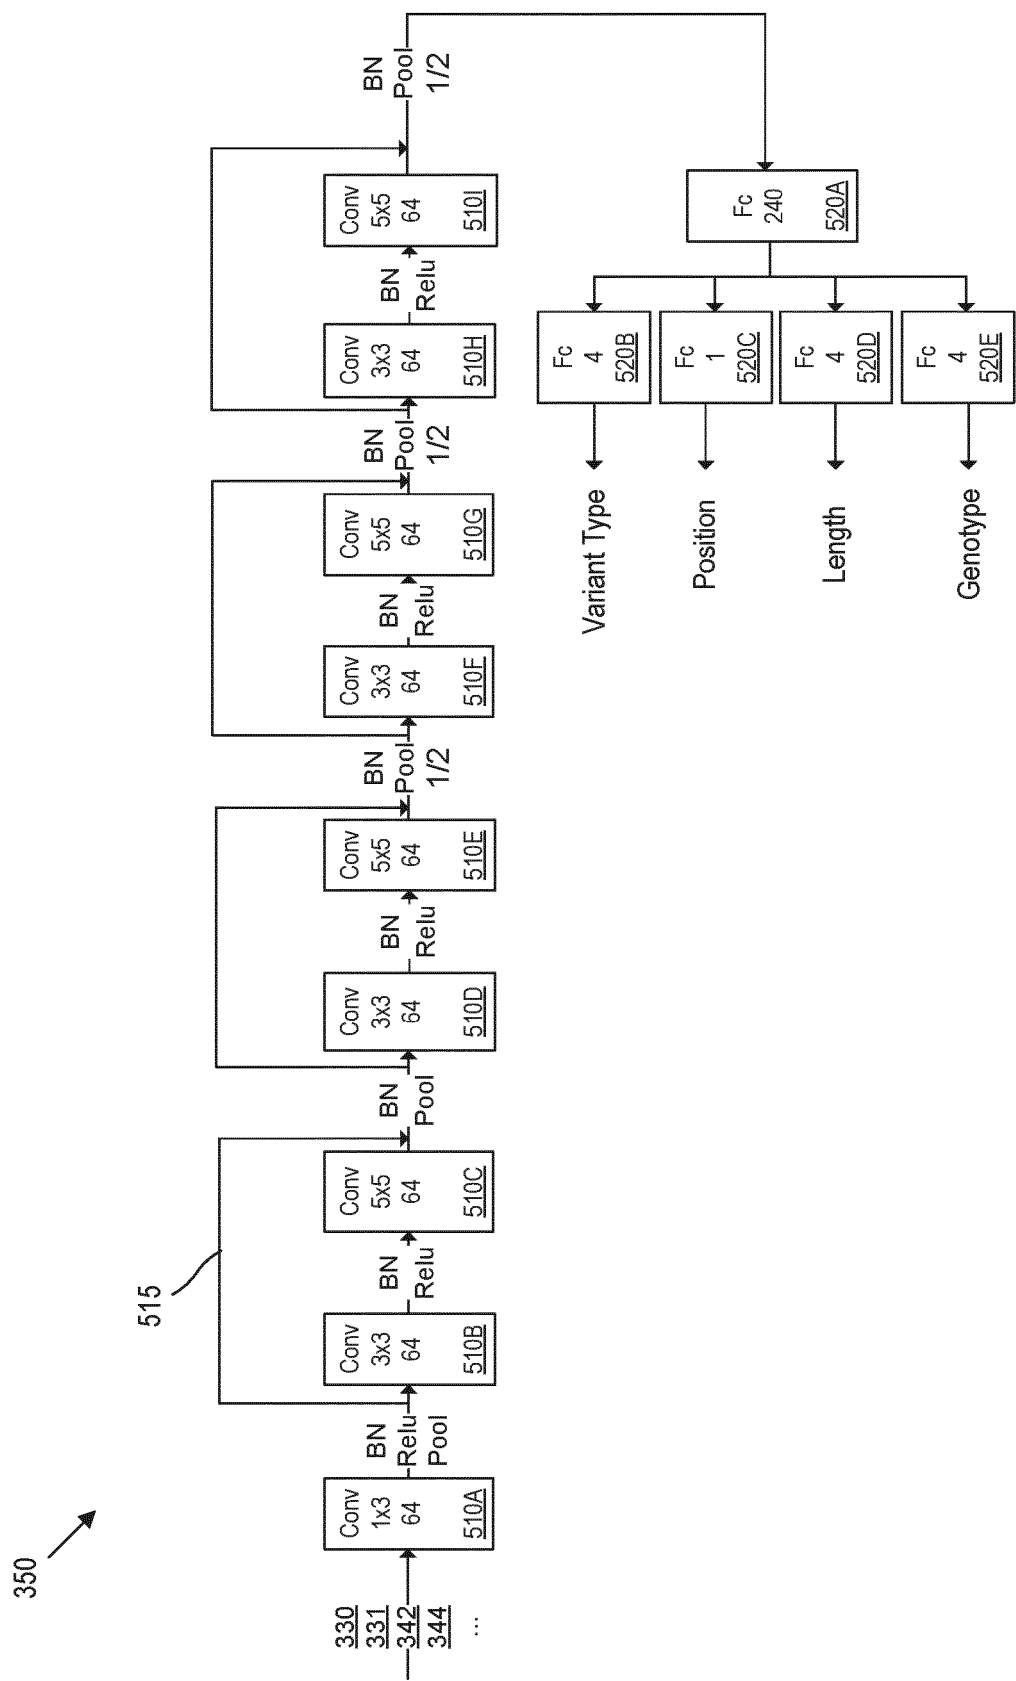 350
330
331
342
344
...
Conv
1x3
64
510A
BN
Relu
Pool
515
Conv
3x3
64
510B
BN
Relu
Conv
5x5
64
510C
BN
Pool
Conv
3x3
64
510D
BN
Relu
Conv
5x5
64
510E
BN
Pool
1/2
Conv
3x3
64
510F
BN
Relu
Conv
5x5
64
510G
BN
Pool
1/2
Conv
3x3
64
510H
BN
Relu
Conv
5x5
64
510I
BN
Pool
1/2
Fc
240
520A
Fc
4
520B
Fc
1
520C
Fc
4
520D
Fc
4
520E
Variant Type
Position
Length
Genotype